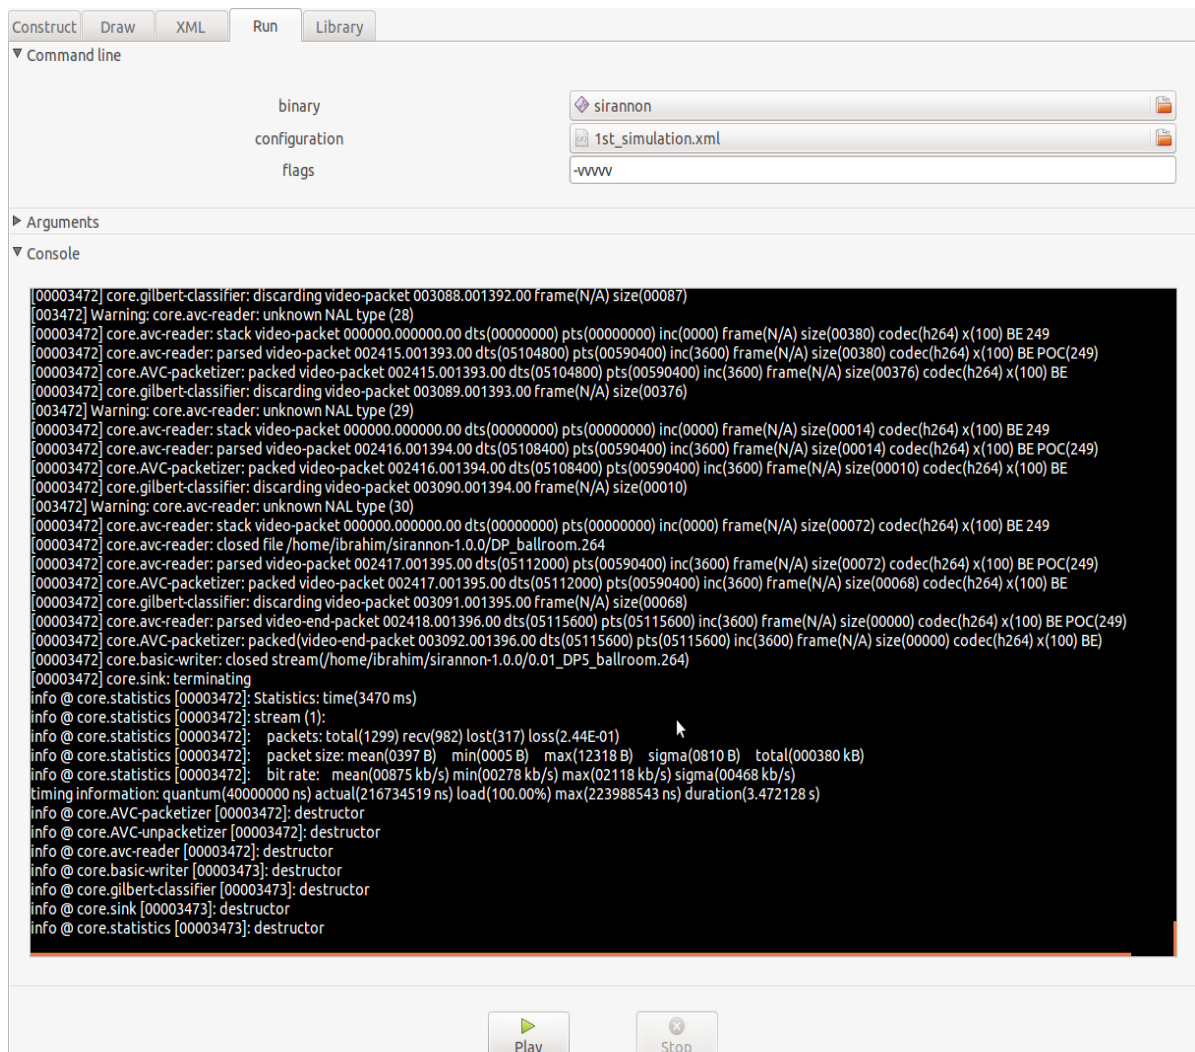 Construct Draw XML Run Library
Command line
binary sirannon
configuration 1st_simulation.xml
flags -vvvvv
Arguments
Console
[00003472] core.gilbert-classifier: discarding video-packet 003088.001392.00 frame(N/A) size(00087)
[003472] Warning: core.avc-reader: unknown NAL type (28)
[00003472] core.avc-reader: stack video-packet 000000.000000.00 dts(00000000) pts(00000000) inc(0000) frame(N/A) size(00380) codec(h264) x(100) BE 249
[00003472] core.avc-reader: parsed video-packet 002415.001393.00 dts(05104800) pts(00590400) inc(3600) frame(N/A) size(00380) codec(h264) x(100) BE POC(249)
[00003472] core.AVC-packetizer: packed video-packet 002415.001393.00 dts(05104800) pts(00590400) inc(3600) frame(N/A) size(00376) codec(h264) x(100) BE
[00003472] core.gilbert-classifier: discarding video-packet 003089.001393.00 frame(N/A) size(00376)
[003472] Warning: core.avc-reader: unknown NAL type (29)
[00003472] core.avc-reader: stack video-packet 000000.000000.00 dts(00000000) pts(00000000) inc(0000) frame(N/A) size(00014) codec(h264) x(100) BE 249
[00003472] core.avc-reader: parsed video-packet 002416.001394.00 dts(05108400) pts(00590400) inc(3600) frame(N/A) size(00014) codec(h264) x(100) BE POC(249)
[00003472] core.AVC-packetizer: packed video-packet 002416.001394.00 dts(05108400) pts(00590400) inc(3600) frame(N/A) size(00010) codec(h264) x(100) BE
[00003472] core.gilbert-classifier: discarding video-packet 003090.001394.00 frame(N/A) size(00010)
[003472] Warning: core.avc-reader: unknown NAL type (30)
[00003472] core.avc-reader: stack video-packet 000000.000000.00 dts(00000000) pts(00000000) inc(0000) frame(N/A) size(00072) codec(h264) x(100) BE 249
[00003472] core.avc-reader: closed file /home/ibrahim/sirannon-1.0.0/DP_ballroom.264
[00003472] core.avc-reader: parsed video-packet 002417.001395.00 dts(05112000) pts(00590400) inc(3600) frame(N/A) size(00072) codec(h264) x(100) BE POC(249)
[00003472] core.AVC-packetizer: packed video-packet 002417.001395.00 dts(05112000) pts(00590400) inc(3600) frame(N/A) size(00068) codec(h264) x(100) BE
[00003472] core.gilbert-classifier: discarding video-packet 003091.001395.00 frame(N/A) size(00068)
[00003472] core.avc-reader: parsed video-end-packet 002418.001396.00 dts(05115600) pts(05115600) inc(3600) frame(N/A) size(00000) codec(h264) x(100) BE POC(249)
[00003472] core.AVC-packetizer: packed(video-end-packet 003092.001396.00 dts(05115600) pts(05115600) inc(3600) frame(N/A) size(00000) codec(h264) x(100) BE)
[00003472] core.basic-writer: closed stream(/home/ibrahim/sirannon-1.0.0/0.01_DP5_ballroom.264)
[00003472] core.sink: terminating
info @ core.statistics [00003472]: Statistics: time(3470 ms)
info @ core.statistics [00003472]: stream (1):
info @ core.statistics [00003472]: packets: total(1299) recv(982) lost(317) loss(2.44E-01)
info @ core.statistics [00003472]: packet size: mean(0397 B) min(0005 B) max(12318 B) sigma(0810 B) total(000380 kB)
info @ core.statistics [00003472]: bit rate: mean(00875 kb/s) min(00278 kb/s) max(02118 kb/s) sigma(00468 kb/s)
timing information: quantum(40000000 ns) actual(216734519 ns) load(100.00%) max(223988543 ns) duration(3.472128 s)
info @ core.AVC-packetizer [00003472]: destructor
info @ core.AVC-unpacketizer [00003472]: destructor
info @ core.avc-reader [00003472]: destructor
info @ core.basic-writer [00003473]: destructor
info @ core.gilbert-classifier [00003473]: destructor
info @ core.sink [00003473]: destructor
info @ core.statistics [00003473]: destructor
Play Stop